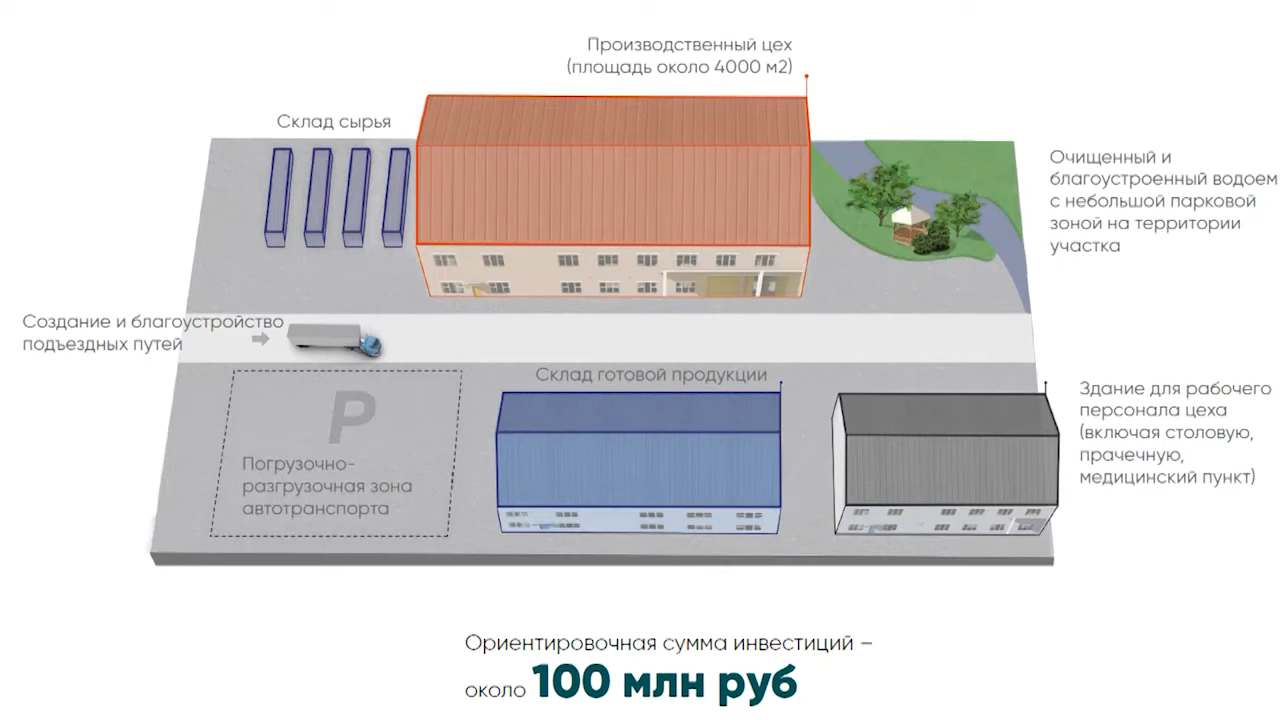 Производственный цех
(площадь около 4000 м2)
Склад сырья
Очищенный и
благоустроенный водоем
с небольшой парковой
зоной на территории
участка
Создание и благоустройство
подъездных путей
Склад готовой продукции
P
Погрузочно-
разгрузочная зона
автотранспорта
Здание для рабочего
персонала цеха
(включая столовую,
прачечную,
медицинский пункт)
Ориентировочная сумма инвестиций –
около 100 млн руб